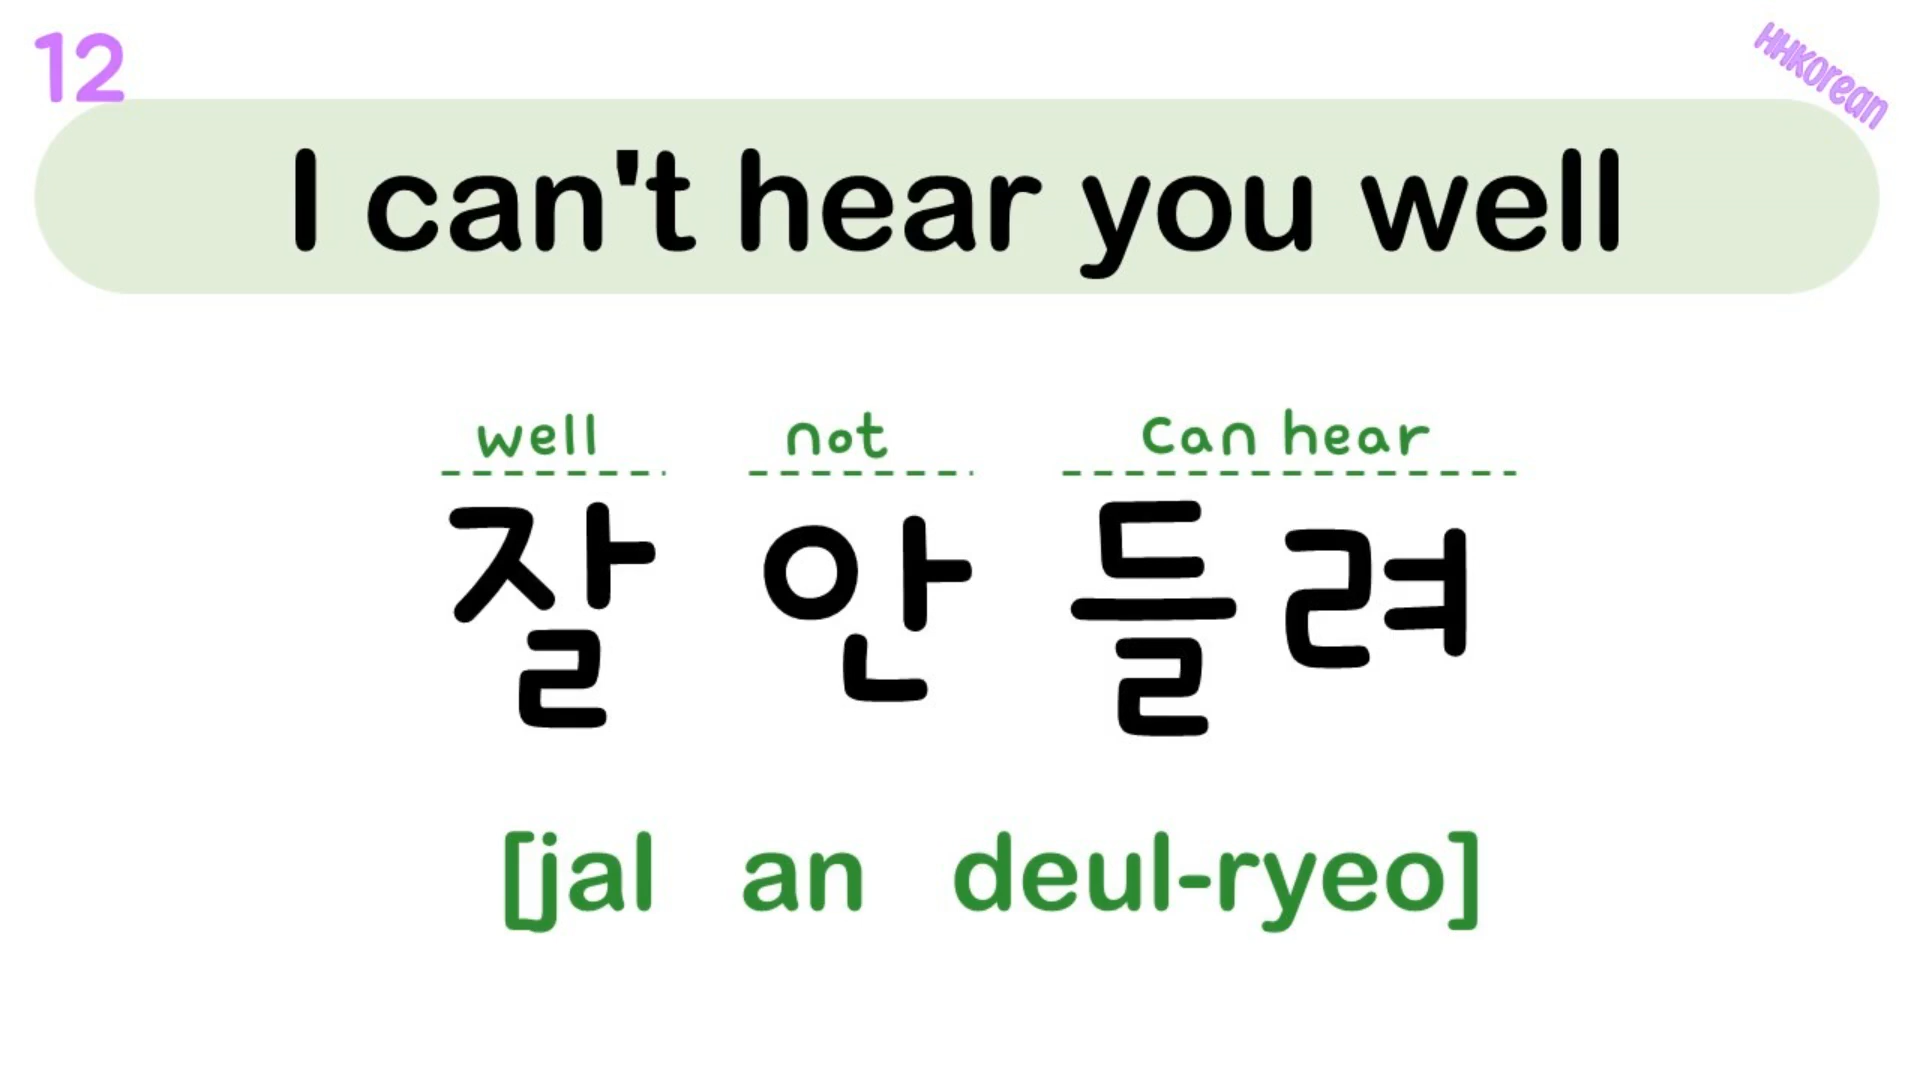 12
HHKorean
I can't hear you well
well not can hear
잘 안 들려
[jal an deul-ryeo]